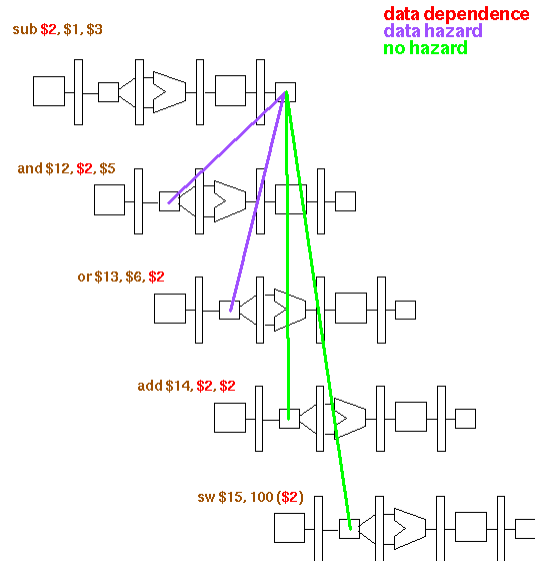 data dependence
data hazard
no hazard
sub $2, $1, $3
and $12, $2, $5
or $13, $6, $2
add $14, $2, $2
sw $15, 100 ($2)